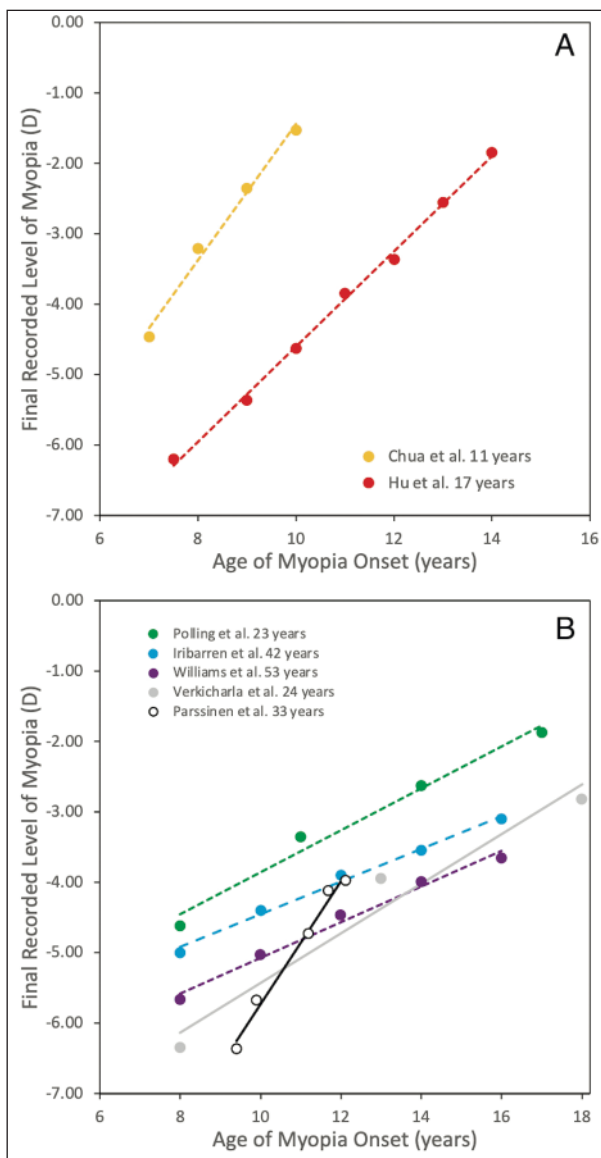 A
0.00
-1.00
-2.00
-3.00
-4.00
-5.00
-6.00
-7.00
Final Recorded Level of Myopia (D)
Chua et al. 11 years
Hu et al. 17 years
6 8 10 12 14 16
Age of Myopia Onset (years)
B
0.00
-1.00
-2.00
-3.00
-4.00
-5.00
-6.00
-7.00
Final Recorded Level of Myopia (D)
Polling et al. 23 years
Iribarren et al. 42 years
Williams et al. 53 years
Verkicharla et al. 24 years
Parssinen et al. 33 years
6 8 10 12 14 16 18
Age of Myopia Onset (years)